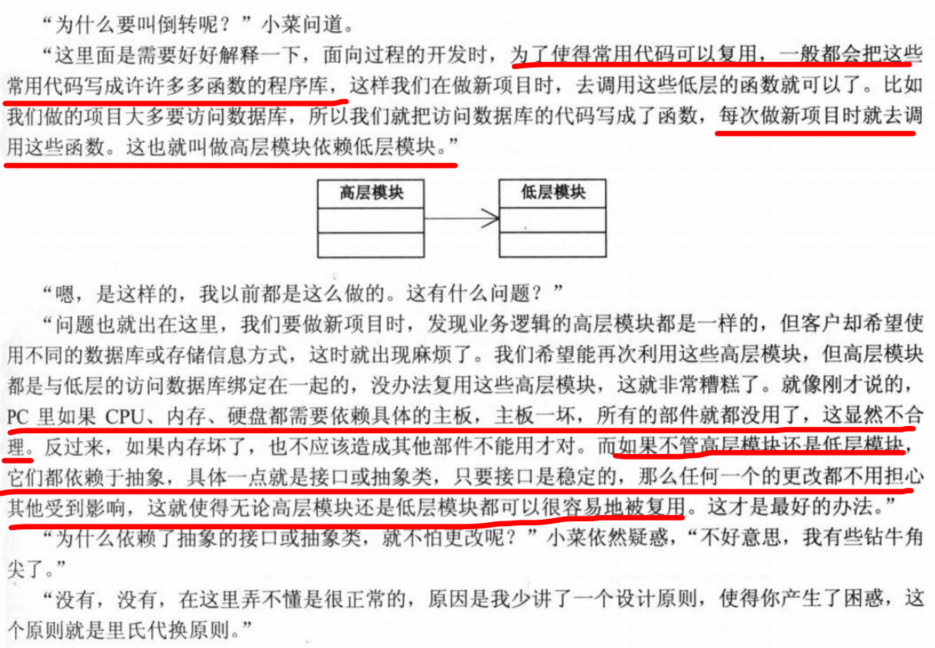 “为什么要叫倒转呢？”小菜问道。
“这里面是需要好好解释一下，面向过程的开发时，为了使得常用代码可以复用，一般都会把这些
常用代码写成许许多多函数的程序库，这样我们在做新项目时，去调用这些低层的函数就可以了。比如
我们做的项目大多要访问数据库，所以我们就把访问数据库的代码写成了函数，每次做新项目时就去调
用这些函数。这也就叫做高层模块依赖低层模块。”
高层模块
低层模块
“嗯，是这样的，我以前都是这么做的。这有什么问题？”
“问题也就出在这里，我们要做新项目时，发现业务逻辑的高层模块都是一样的，但客户却希望使
用不同的数据库或存储信息方式，这时就出现麻烦了。我们希望能再次利用这些高层模块，但高层模块
都是与低层的访问数据库绑定在一起的，没办法复用这些高层模块，这就非常糟糕了。就像刚才说的，
PC 里如果 CPU、内存、硬盘都需要依赖具体的主板，主板一坏，所有的部件就都没用了，这显然不合
理。反过来，如果内存坏了，也不应该造成其他部件不能用才对。而如果不管高层模块还是低层模块，
它们都依赖于抽象，具体一点就是接口或抽象类，只要接口是稳定的，那么任何一个的更改都不用担心
其他受到影响，这就使得无论高层模块还是低层模块都可以很容易地被复用。这才是最好的办法。”
“为什么依赖了抽象的接口或抽象类，就不怕更改呢？”小菜依然疑惑，“不好意思，我有些钻牛角
尖了。”
“没有，没有，在这里弄不懂是很正常的，原因是我少讲了一个设计原则，使得你产生了困惑，这
个原则就是里氏代换原则。”